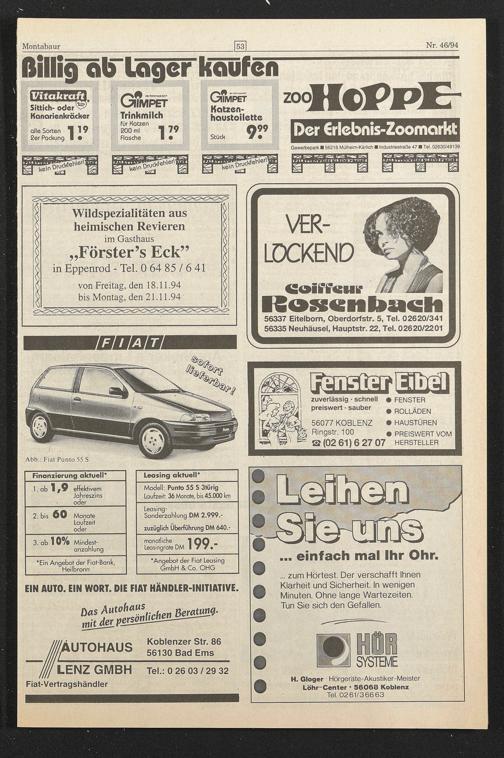 Montabaur
53
Nr. 46/94
Billig ab Lager kaufen
Vitakraft
Sittich- oder
Kanarienkräcker
alle Sorten
2er Packung
1.19
GIMPET
Trinkmilch
für Katzen
200 ml
Flasche
1.79
GIMPET
Katzen-
haustoilette
Stück
9.99
kein Druckfehler!
kein Druckfehler!
kein Druckfehler!
ZOO HOPPE
Der Erlebnis-Zoomarkt
Gewerbepark ■ 56218 Mülheim-Kärlich ■ Industriestraße 47 ■ Tel. 02630/49139
Wildspezialitäten aus
heimischen Revieren
im Gasthaus
„Förster's Eck”
in Eppenrod - Tel. 0 64 85 / 6 41
von Freitag, den 18.11.94
bis Montag, den 21.11.94
VER-
LOCKEND
Coiffeur
Rosenbach
56337 Eitelborn, Oberdorfstr. 5, Tel. 02620/341
56335 Neuhäusel, Hauptstr. 22, Tel. 02620/2201
FIAT
sofort
lieferbar!
Abb.: Fiat Punto 55 S
Finanzierung aktuell*
1. ab 1,9 effektivem
Jahreszins
oder
2. bis 60 Monate
Laufzeit
oder
3. ab 10% Mindest-
anzahlung
*Ein Angebot der Fiat-Bank,
Heilbronn
Leasing aktuell*
Modell: Punto 55 S 3türig
Laufzeit: 36 Monate, bis 45.000 km
Leasing-
Sonderzahlung DM 2.999.-
zuzüglich Überführung DM 640.-
monatliche
Leasingrate DM 199.-
*Angebot der Fiat Leasing
GmbH & Co. OHG
EIN AUTO. EIN WORT. DIE FIAT HÄNDLER-INITIATIVE.
Das Autohaus
mit der persönlichen Beratung.
AUTOHAUS
LENZ GMBH
Fiat-Vertragshändler
Koblenzer Str. 86
56130 Bad Ems
Tel.: 0 26 03 / 29 32
Fenster Eibel
zuverlässig · schnell
preiswert · sauber
56077 KOBLENZ
Ringstr. 100
☎ (02 61) 6 27 07
● FENSTER
● ROLLÄDEN
● HAUSTÜREN
● PREISWERT VOM
HERSTELLER
Leihen
Sie uns
... einfach mal Ihr Ohr.
... zum Hörtest. Der verschafft Ihnen
Klarheit und Sicherheit. In wenigen
Minuten. Ohne lange Wartezeiten.
Tun Sie sich den Gefallen.
HÖR
SYSTEME
H. Gloger · Hörgeräte-Akustiker-Meister
Löhr-Center · 56068 Koblenz
Tel. 0261/36663